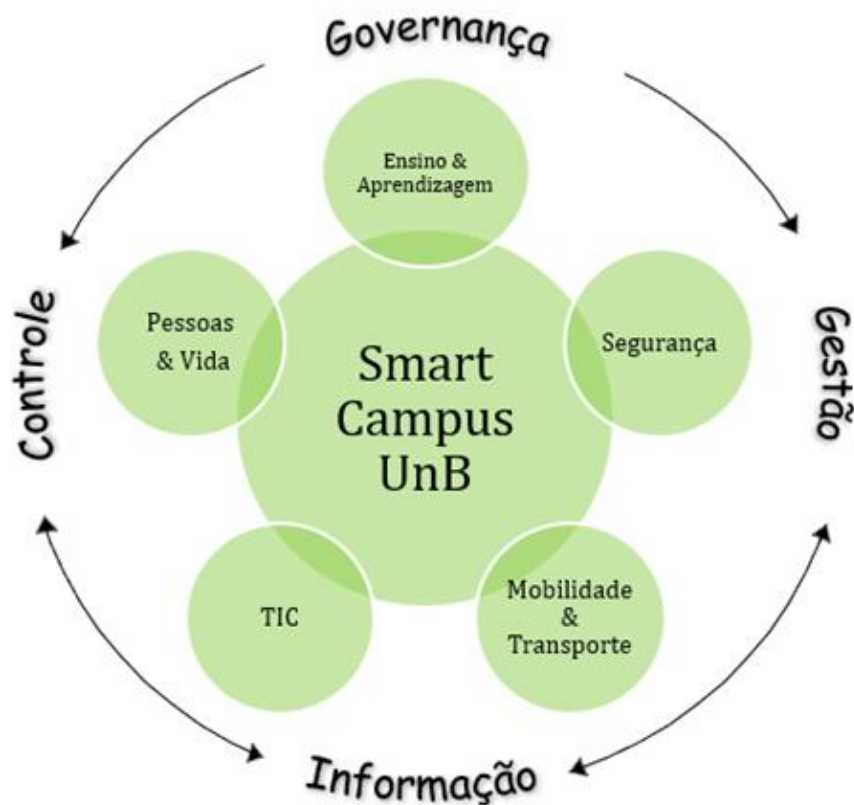 Governança
Ensino &
Aprendizagem
Pessoas
& Vida
Segurança
Smart
Campus
UnB
Controle
Gestão
TIC
Mobilidade
&
Transporte
Informação